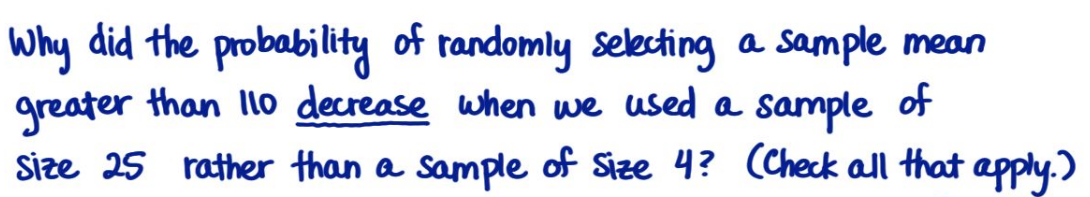 Why did the probability of randomly selecting a sample mean
greater than 110 decrease when we used a sample of
size 25 rather than a sample of size 4? (Check all that apply.)